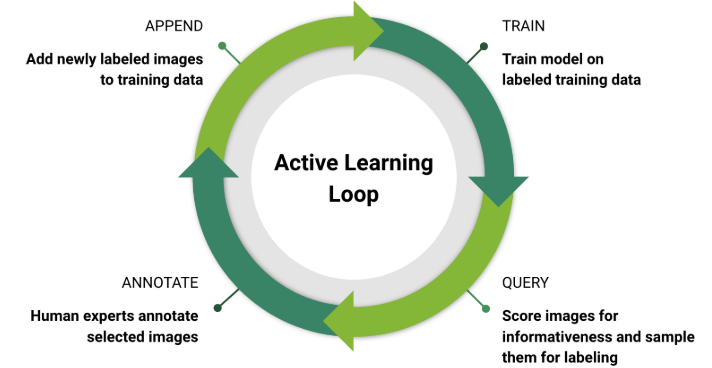 APPEND
Add newly labeled images
to training data
TRAIN
Train model on
labeled training data
Active Learning
Loop
ANNOTATE
Human experts annotate
selected images
QUERY
Score images for
informativeness and sample
them for labeling